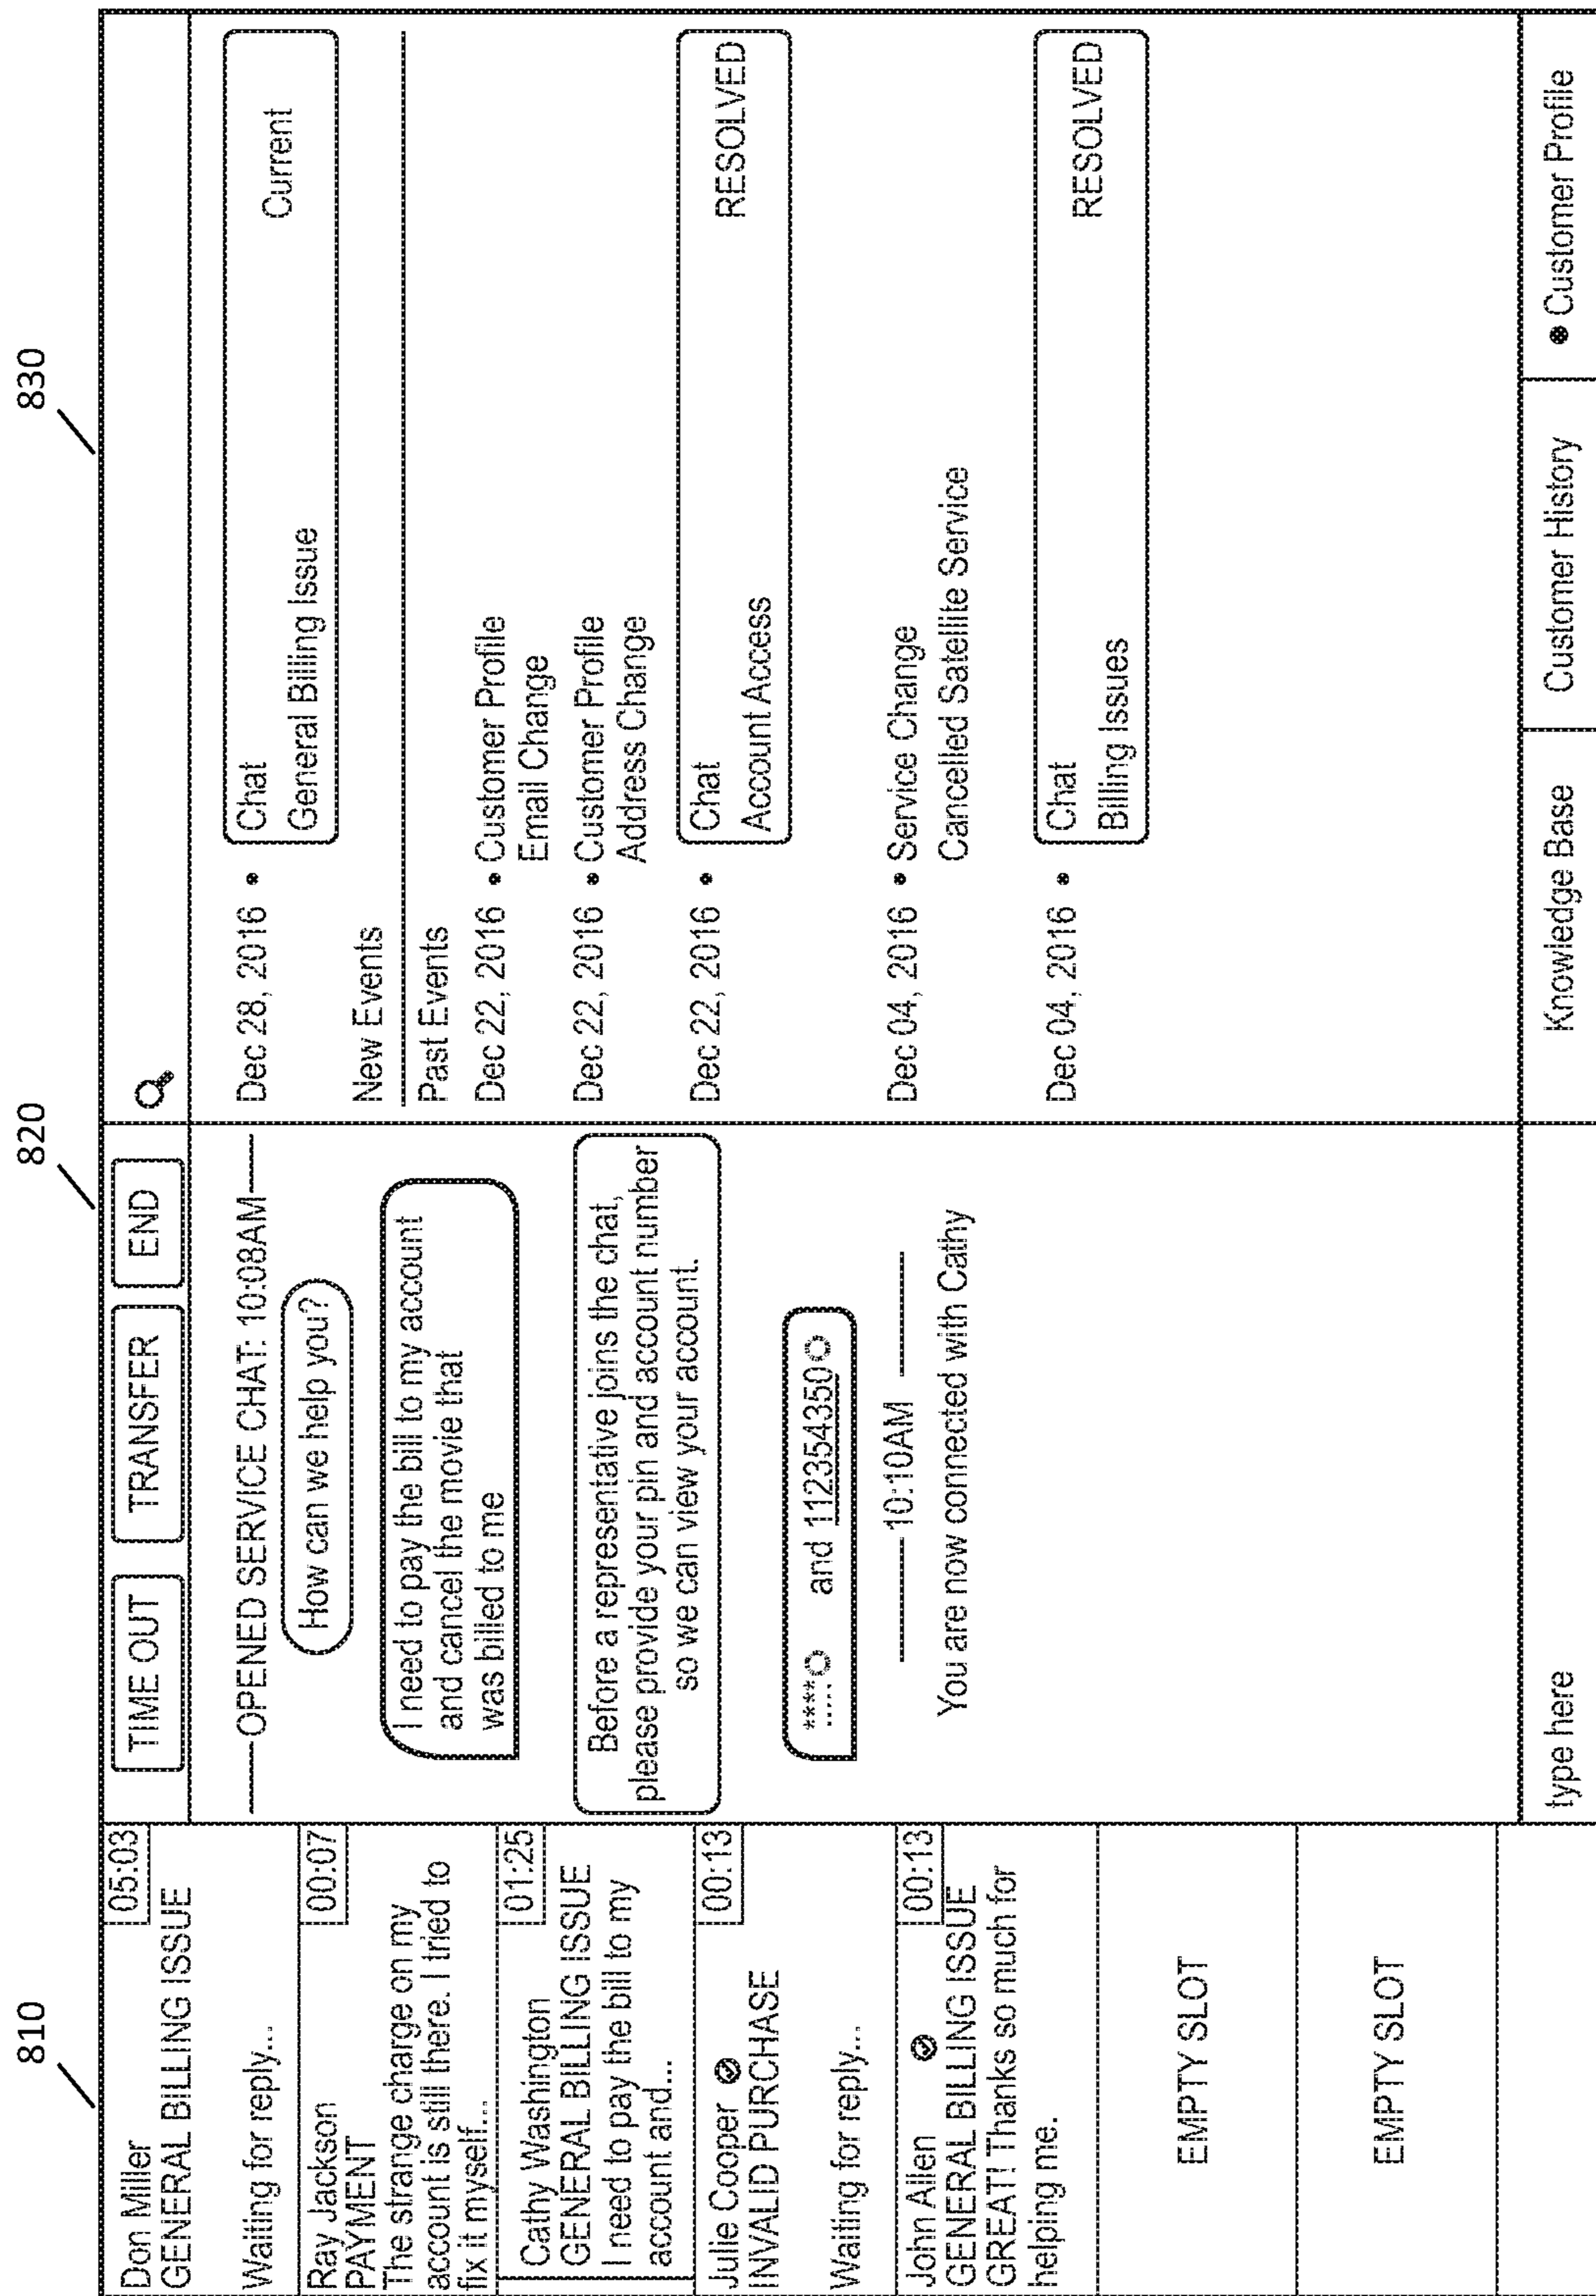 810
820
830
Don Miller
05:03
GENERAL BILLING ISSUE
Waiting for reply...
Ray Jackson
00:07
PAYMENT
The strange charge on my
account is still there. I tried to
fix it myself...
Cathy Washington
01:25
GENERAL BILLING ISSUE
I need to pay the bill to my
account and...
Julie Cooper
00:13
INVALID PURCHASE
Waiting for reply...
John Allen
00:13
GENERAL BILLING ISSUE
GREAT! Thanks so much for
helping me.
EMPTY SLOT
EMPTY SLOT
TIME OUT
TRANSFER
END
OPENED SERVICE CHAT: 10:08AM
How can we help you?
I need to pay the bill to my account
and cancel the movie that
was billed to me
Before a representative joins the chat,
please provide your pin and account number
so we can view your account.
**** and 112354350
10:10AM
You are now connected with Cathy
type here
Dec 28, 2016 • Chat Current
General Billing Issue
New Events
Past Events
Dec 22, 2016 • Customer Profile
Email Change
Dec 22, 2016 • Customer Profile
Address Change
Dec 22, 2016 • Chat RESOLVED
Account Access
Dec 04, 2016 • Service Change
Cancelled Satellite Service
Dec 04, 2016 • Chat RESOLVED
Billing Issues
Knowledge Base
Customer History
• Customer Profile